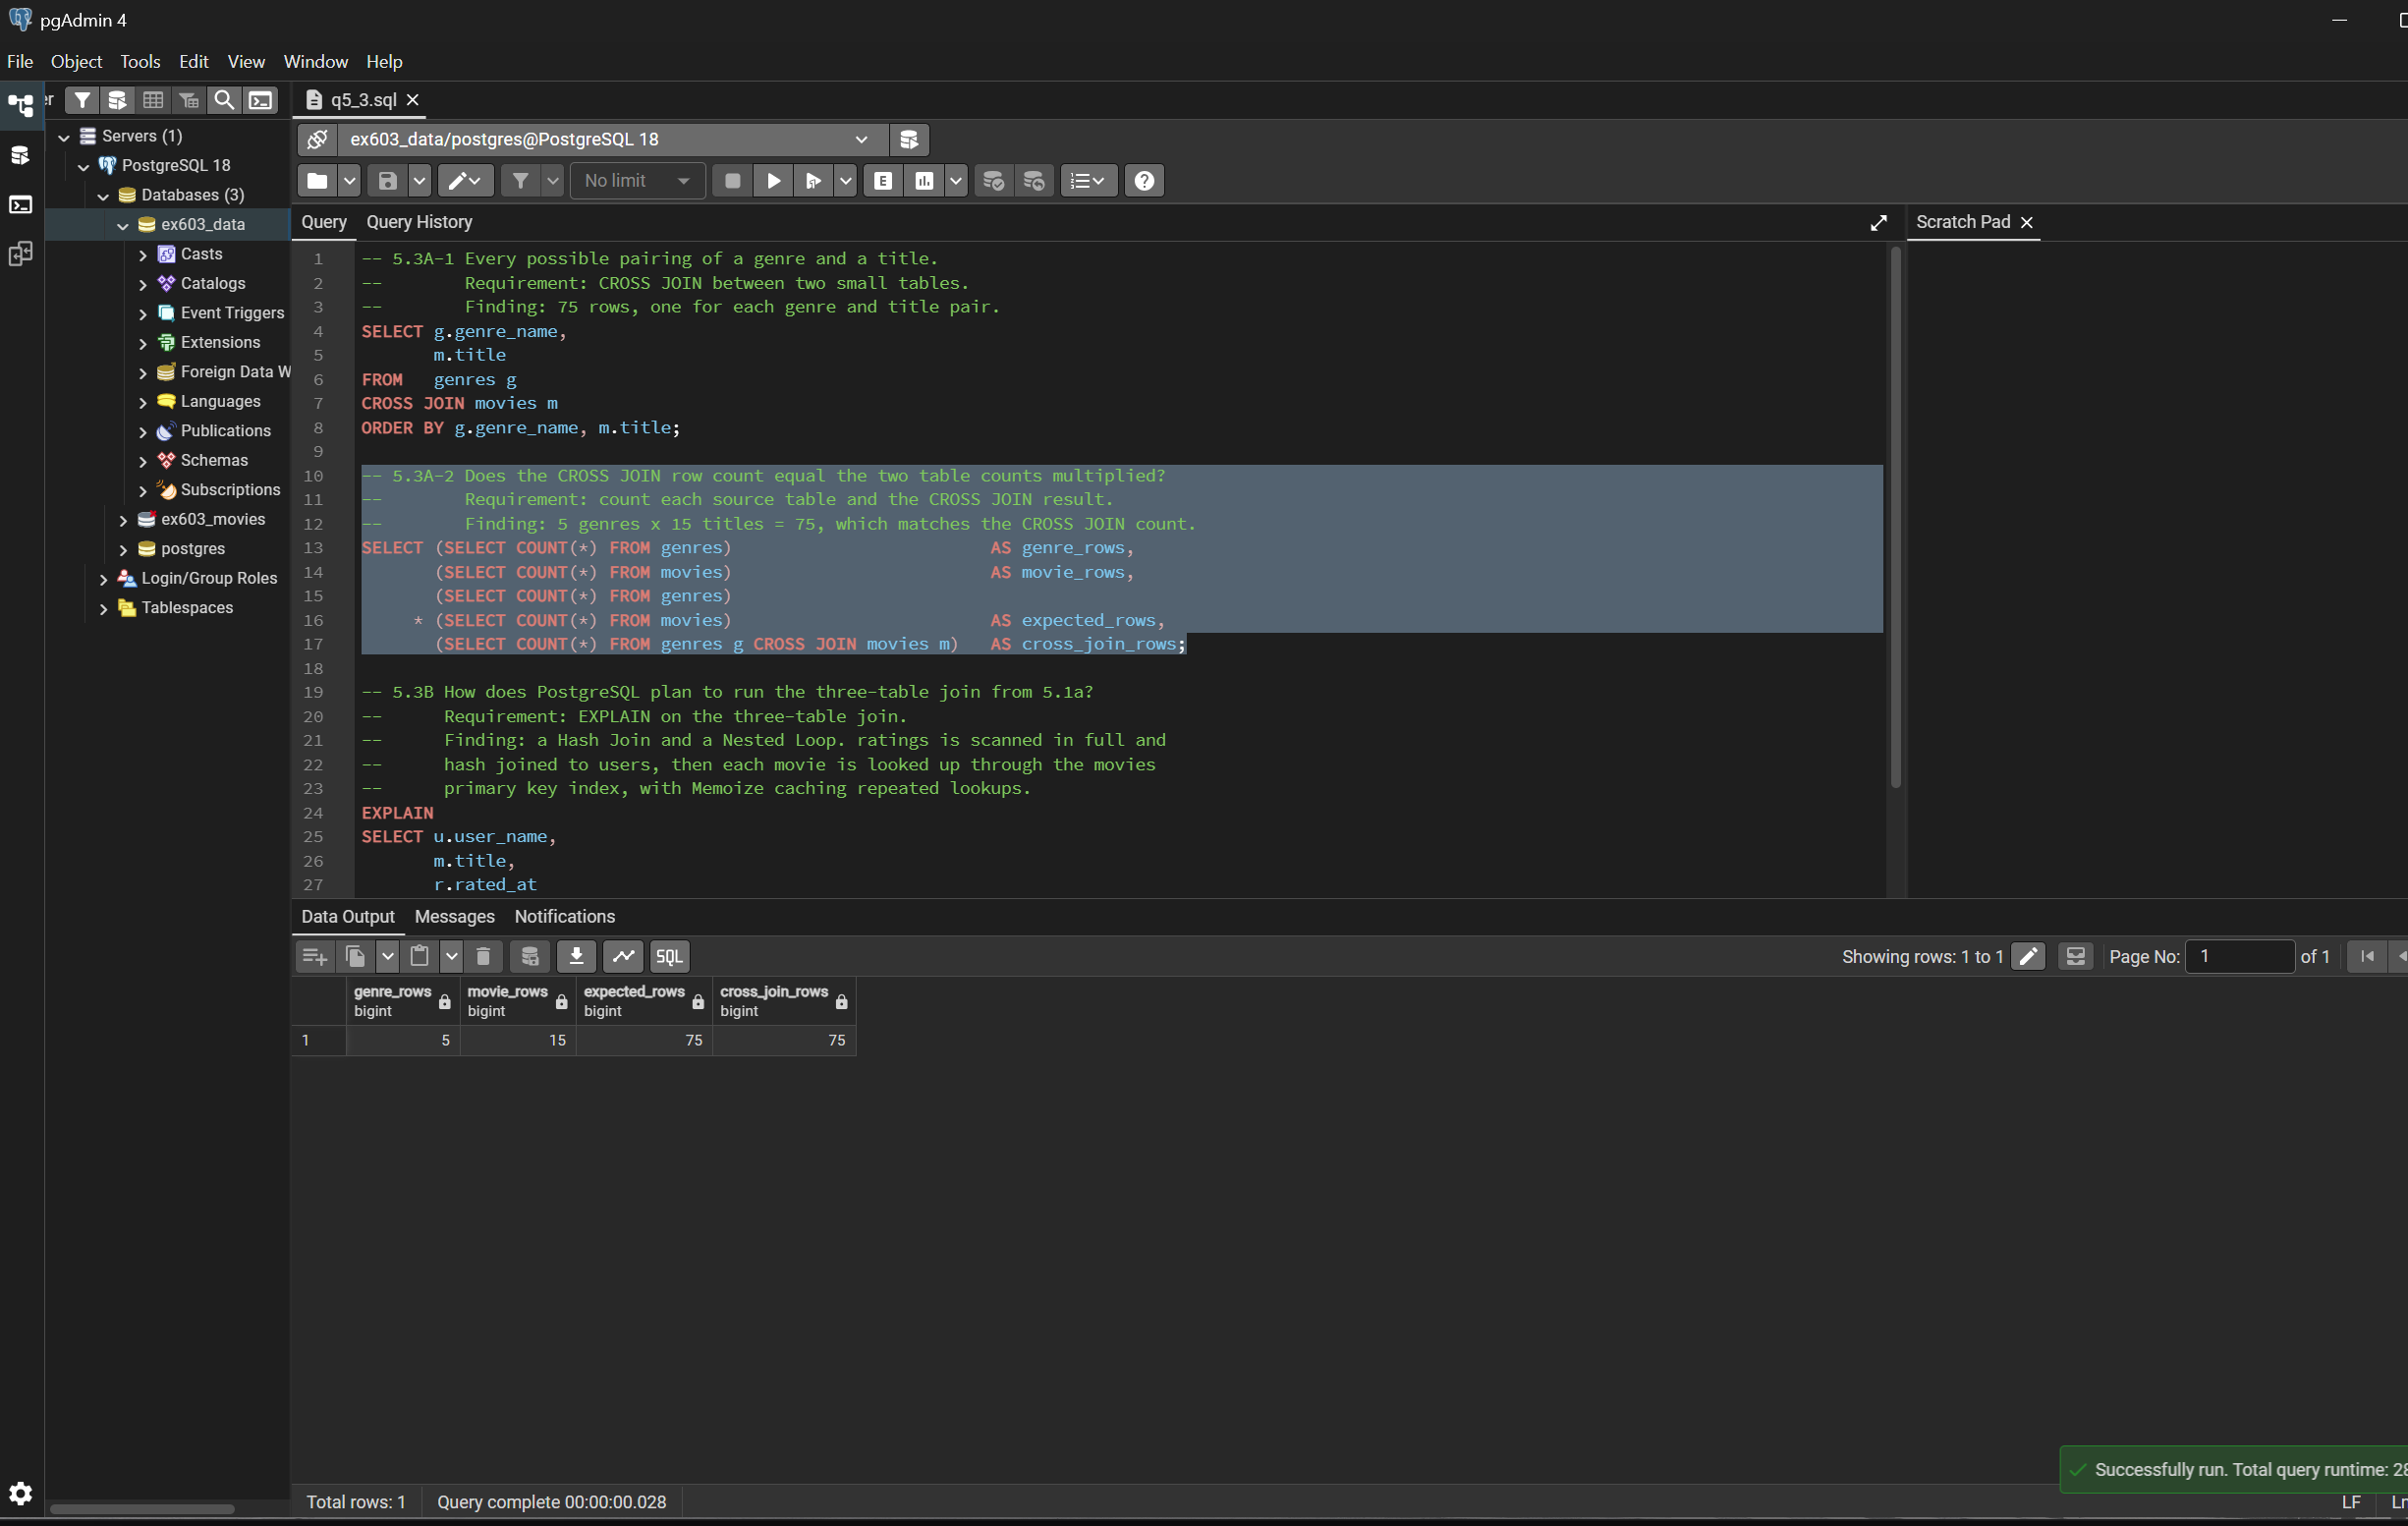 pgAdmin 4
File Object Tools Edit View Window Help
er
q5_3.sql
Servers (1)
PostgreSQL 18
Databases (3)
ex603_data
Casts
Catalogs
Event Triggers
Extensions
Foreign Data W
Languages
Publications
Schemas
Subscriptions
ex603_movies
postgres
Login/Group Roles
Tablespaces
ex603_data/postgres@PostgreSQL 18
No limit
E
Query Query History
Scratch Pad
1 -- 5.3A-1 Every possible pairing of a genre and a title.
2 --        Requirement: CROSS JOIN between two small tables.
3 --        Finding: 75 rows, one for each genre and title pair.
4 SELECT g.genre_name,
5        m.title
6 FROM   genres g
7 CROSS JOIN movies m
8 ORDER BY g.genre_name, m.title;
9
10 -- 5.3A-2 Does the CROSS JOIN row count equal the two table counts multiplied?
11 --        Requirement: count each source table and the CROSS JOIN result.
12 --        Finding: 5 genres x 15 titles = 75, which matches the CROSS JOIN count.
13 SELECT (SELECT COUNT(*) FROM genres)                         AS genre_rows,
14        (SELECT COUNT(*) FROM movies)                         AS movie_rows,
15        (SELECT COUNT(*) FROM genres)
16      * (SELECT COUNT(*) FROM movies)                         AS expected_rows,
17        (SELECT COUNT(*) FROM genres g CROSS JOIN movies m)   AS cross_join_rows;
18
19 -- 5.3B How does PostgreSQL plan to run the three-table join from 5.1a?
20 --      Requirement: EXPLAIN on the three-table join.
21 --      Finding: a Hash Join and a Nested Loop. ratings is scanned in full and
22 --      hash joined to users, then each movie is looked up through the movies
23 --      primary key index, with Memoize caching repeated lookups.
24 EXPLAIN
25 SELECT u.user_name,
26        m.title,
27        r.rated_at
Data Output Messages Notifications
SQL
Showing rows: 1 to 1
Page No: 1 of 1
genre_rows movie_rows expected_rows cross_join_rows
bigint bigint bigint bigint
1 5 15 75 75
Successfully run. Total query runtime: 28
Total rows: 1 Query complete 00:00:00.028
LF Ln